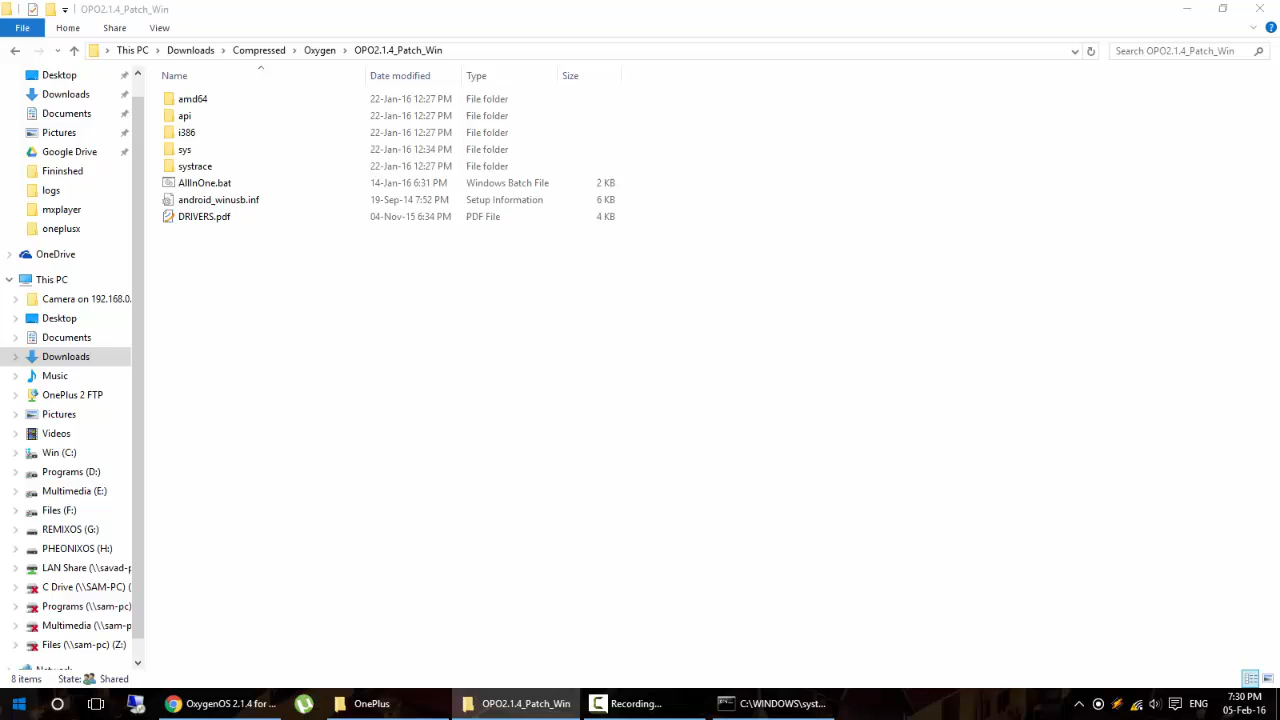 OPO2.1.4_Patch_Win
File Home Share View
This PC Downloads Compressed Oxygen OPO2.1.4_Patch_Win
Search OPO2.1.4_Patch_Win
Name Date modified Type Size
amd64 22-Jan-16 12:27 PM File folder
api 22-Jan-16 12:27 PM File folder
i386 22-Jan-16 12:27 PM File folder
sys 22-Jan-16 12:34 PM File folder
systrace 22-Jan-16 12:27 PM File folder
AllInOne.bat 14-Jan-16 6:31 PM Windows Batch File 2 KB
android_winusb.inf 19-Sep-14 7:52 PM Setup Information 6 KB
DRIVERS.pdf 04-Nov-15 6:34 PM PDF File 4 KB
Desktop
Downloads
Documents
Pictures
Google Drive
Fininshed
logs
mxplayer
oneplusx
OneDrive
This PC
Camera on 192.168.0.
Desktop
Documents
Downloads
Music
OnePlus 2 FTP
Pictures
Videos
Win (C:)
Programs (D:)
Multimedia (E:)
Files (F:)
REMIXOS (G:)
PHEONIXOS (H:)
LAN Share (\\savad-p
C Drive (\\SAM-PC) (
Programs (\\sam-pc)
Multimedia (\\sam-p
Files (\\sam-pc) (Z:)
Network
8 items State: Shared
OxygenOS 2.1.4 for ... OnePlus OPO2.1.4_Patch_Win Recording... C:\WINDOWS\syst... ENG
7:30 PM
05-Feb-16